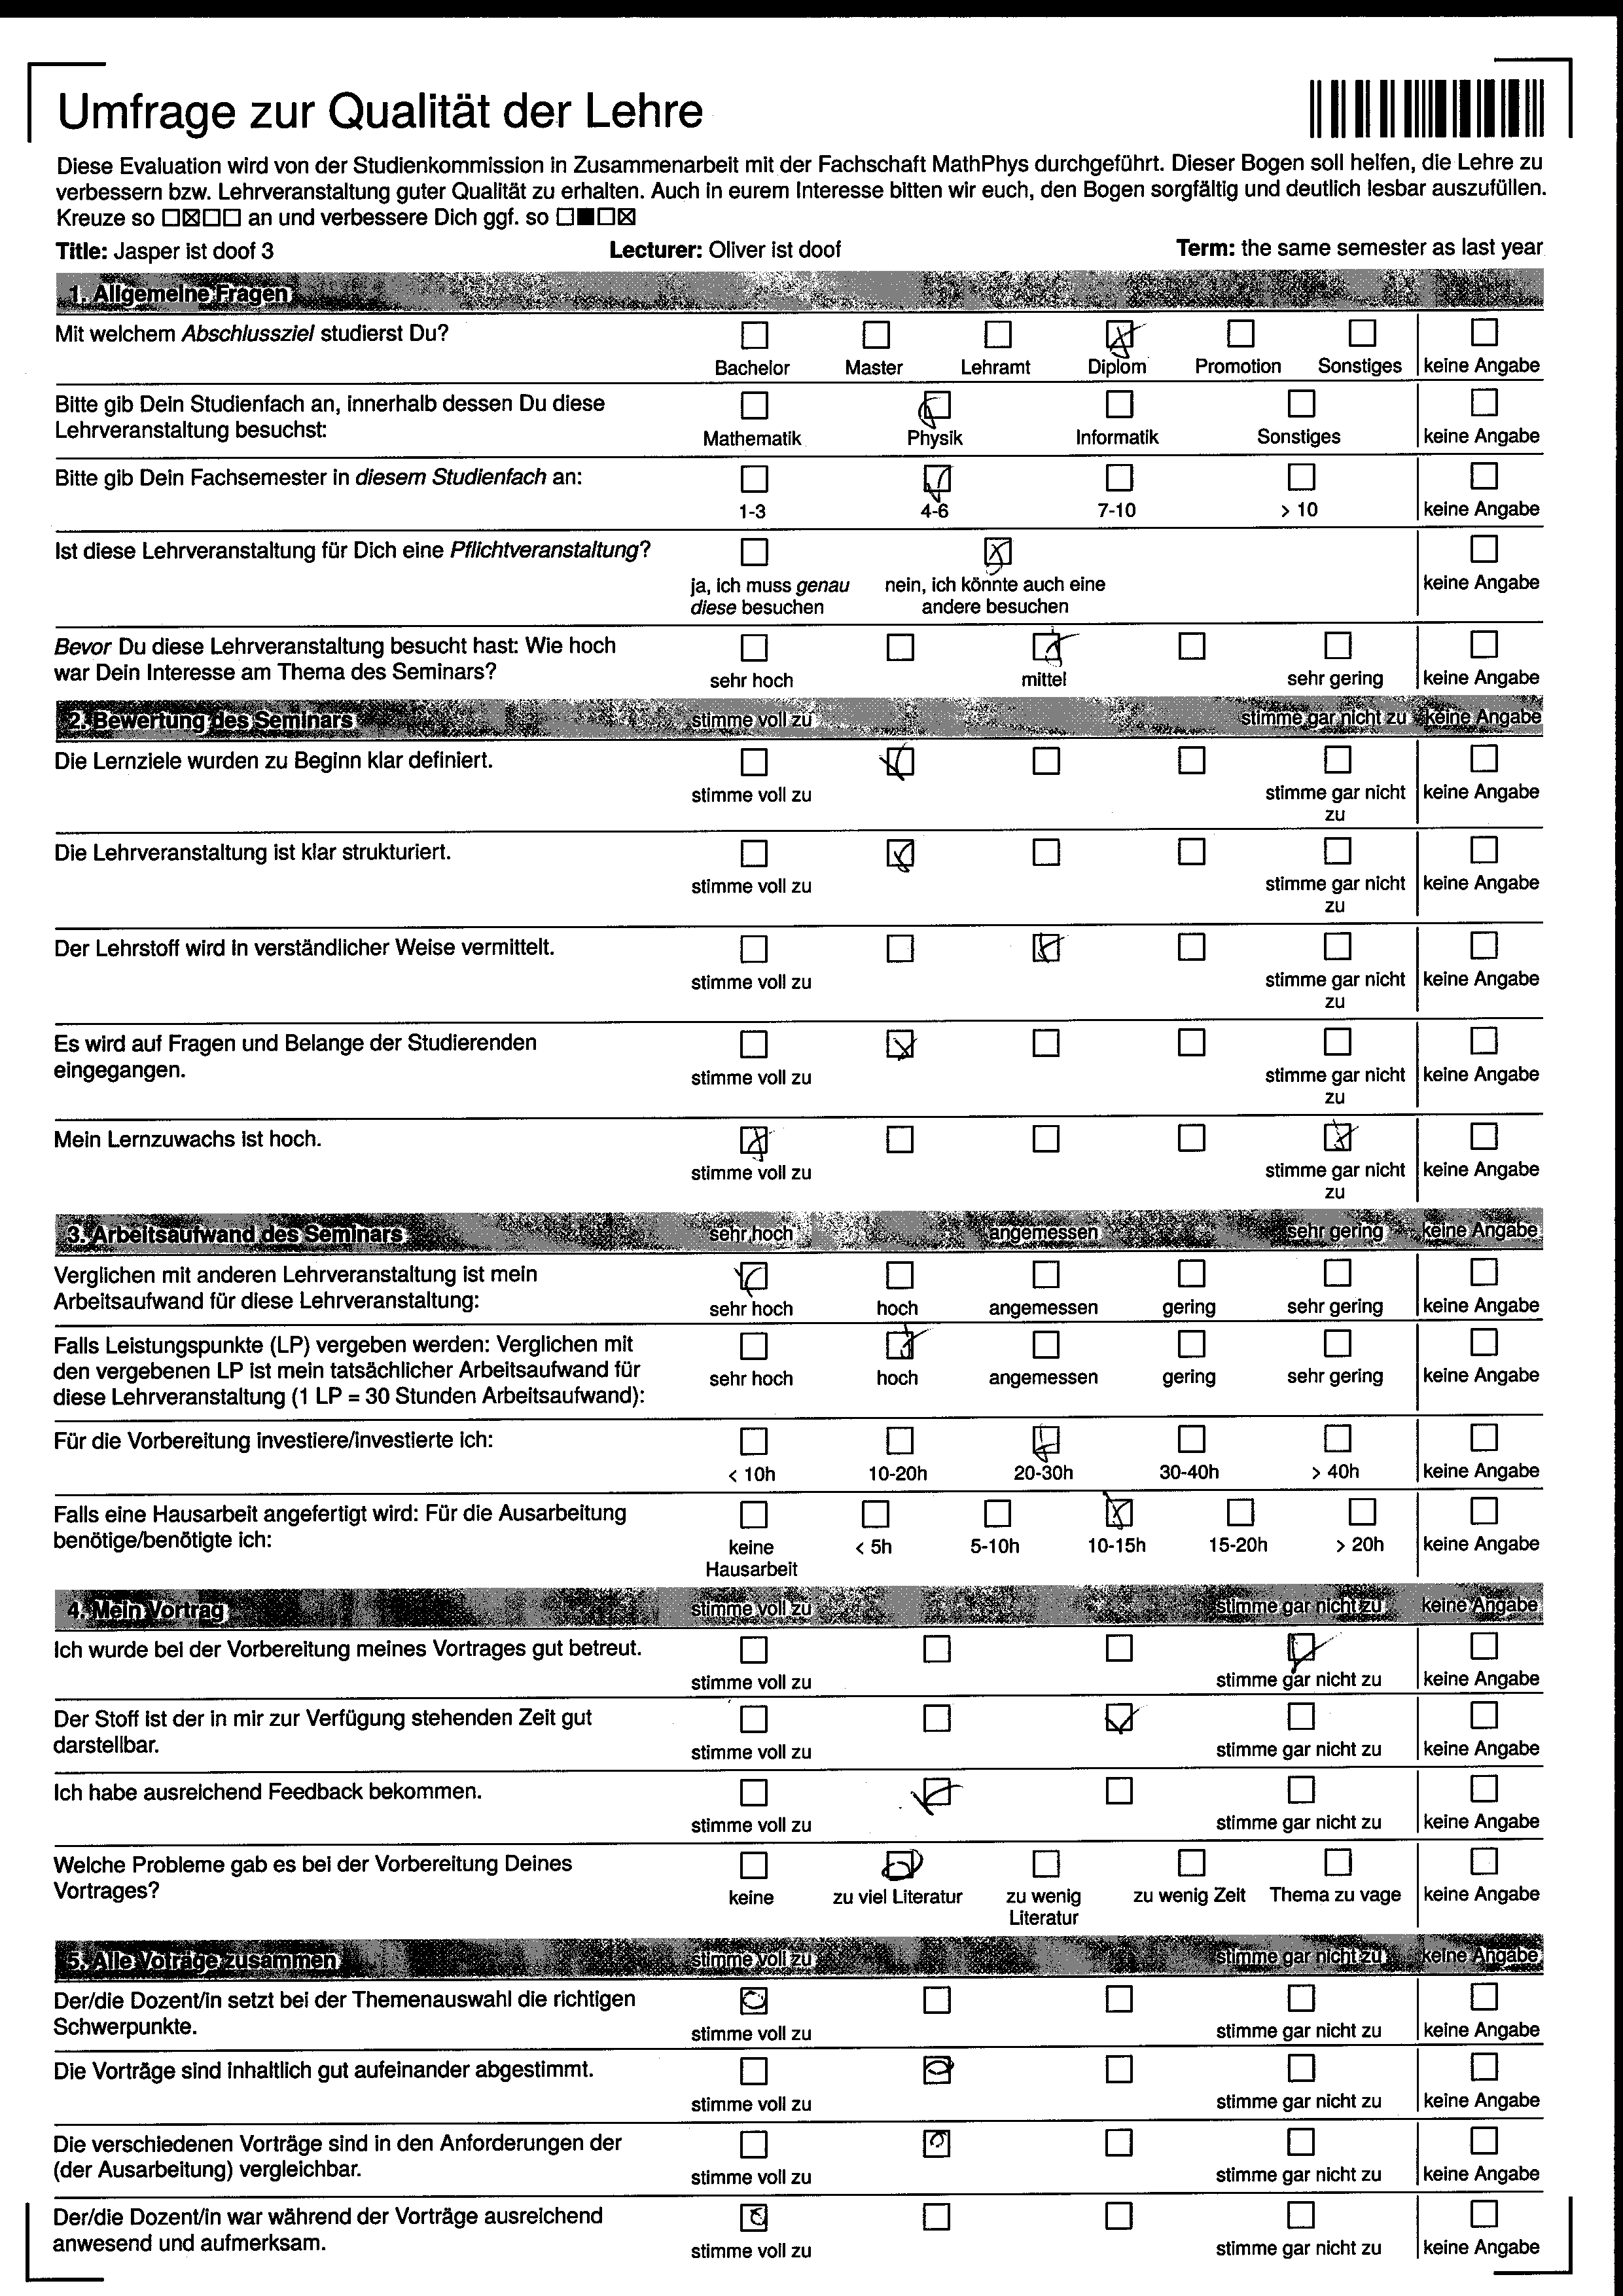 Umfrage zur Qualität der Lehre
Diese Evaluation wird von der Studienkommission in Zusammenarbeit mit der Fachschaft MathPhys durchgeführt. Dieser Bogen soll helfen, die Lehre zu
verbessern bzw. Lehrveranstaltung guter Qualität zu erhalten. Auch in eurem Interesse bitten wir euch, den Bogen sorgfältig und deutlich lesbar auszufüllen.
Kreuze so ☐☒☐☐ an und verbessere Dich ggf. so ☐■☐☒
Title: Jasper ist doof 3 Lecturer: Oliver ist doof Term: the same semester as last year
1. Allgemeine Fragen
Mit welchem Abschlussziel studierst Du?
Bachelor Master Lehramt Diplom Promotion Sonstiges keine Angabe
Bitte gib Dein Studienfach an, innerhalb dessen Du diese
Lehrveranstaltung besuchst:
Mathematik Physik Informatik Sonstiges keine Angabe
Bitte gib Dein Fachsemester in diesem Studienfach an:
1-3 4-6 7-10 > 10 keine Angabe
Ist diese Lehrveranstaltung für Dich eine Pflichtveranstaltung?
ja, ich muss genau nein, ich könnte auch eine keine Angabe
diese besuchen andere besuchen
Bevor Du diese Lehrveranstaltung besucht hast: Wie hoch
war Dein Interesse am Thema des Seminars?
sehr hoch mittel sehr gering keine Angabe
2. Bewertung des Seminars stimme voll zu stimme gar nicht zu keine Angabe
Die Lernziele wurden zu Beginn klar definiert.
stimme voll zu stimme gar nicht keine Angabe
zu
Die Lehrveranstaltung ist klar strukturiert.
stimme voll zu stimme gar nicht keine Angabe
zu
Der Lehrstoff wird in verständlicher Weise vermittelt.
stimme voll zu stimme gar nicht keine Angabe
zu
Es wird auf Fragen und Belange der Studierenden
eingegangen.
stimme voll zu stimme gar nicht keine Angabe
zu
Mein Lernzuwachs ist hoch.
stimme voll zu stimme gar nicht keine Angabe
zu
3. Arbeitsaufwand des Seminars sehr hoch angemessen sehr gering keine Angabe
Verglichen mit anderen Lehrveranstaltung ist mein
Arbeitsaufwand für diese Lehrveranstaltung:
sehr hoch hoch angemessen gering sehr gering keine Angabe
Falls Leistungspunkte (LP) vergeben werden: Verglichen mit
den vergebenen LP ist mein tatsächlicher Arbeitsaufwand für
diese Lehrveranstaltung (1 LP = 30 Stunden Arbeitsaufwand):
sehr hoch hoch angemessen gering sehr gering keine Angabe
Für die Vorbereitung investiere/investierte ich:
< 10h 10-20h 20-30h 30-40h > 40h keine Angabe
Falls eine Hausarbeit angefertigt wird: Für die Ausarbeitung
benötige/benötigte ich:
keine < 5h 5-10h 10-15h 15-20h > 20h keine Angabe
Hausarbeit
4. Mein Vortrag stimme voll zu stimme gar nicht zu keine Angabe
Ich wurde bei der Vorbereitung meines Vortrages gut betreut.
stimme voll zu stimme gar nicht zu keine Angabe
Der Stoff ist der in mir zur Verfügung stehenden Zeit gut
darstellbar.
stimme voll zu stimme gar nicht zu keine Angabe
Ich habe ausreichend Feedback bekommen.
stimme voll zu stimme gar nicht zu keine Angabe
Welche Probleme gab es bei der Vorbereitung Deines
Vortrages?
keine zu viel Literatur zu wenig zu wenig Zeit Thema zu vage keine Angabe
Literatur
5. Alle Voträge zusammen stimme voll zu stimme gar nicht zu keine Angabe
Der/die Dozent/in setzt bei der Themenauswahl die richtigen
Schwerpunkte.
stimme voll zu stimme gar nicht zu keine Angabe
Die Vorträge sind inhaltlich gut aufeinander abgestimmt.
stimme voll zu stimme gar nicht zu keine Angabe
Die verschiedenen Vorträge sind in den Anforderungen der
(der Ausarbeitung) vergleichbar.
stimme voll zu stimme gar nicht zu keine Angabe
Der/die Dozent/in war während der Vorträge ausreichend
anwesend und aufmerksam.
stimme voll zu stimme gar nicht zu keine Angabe